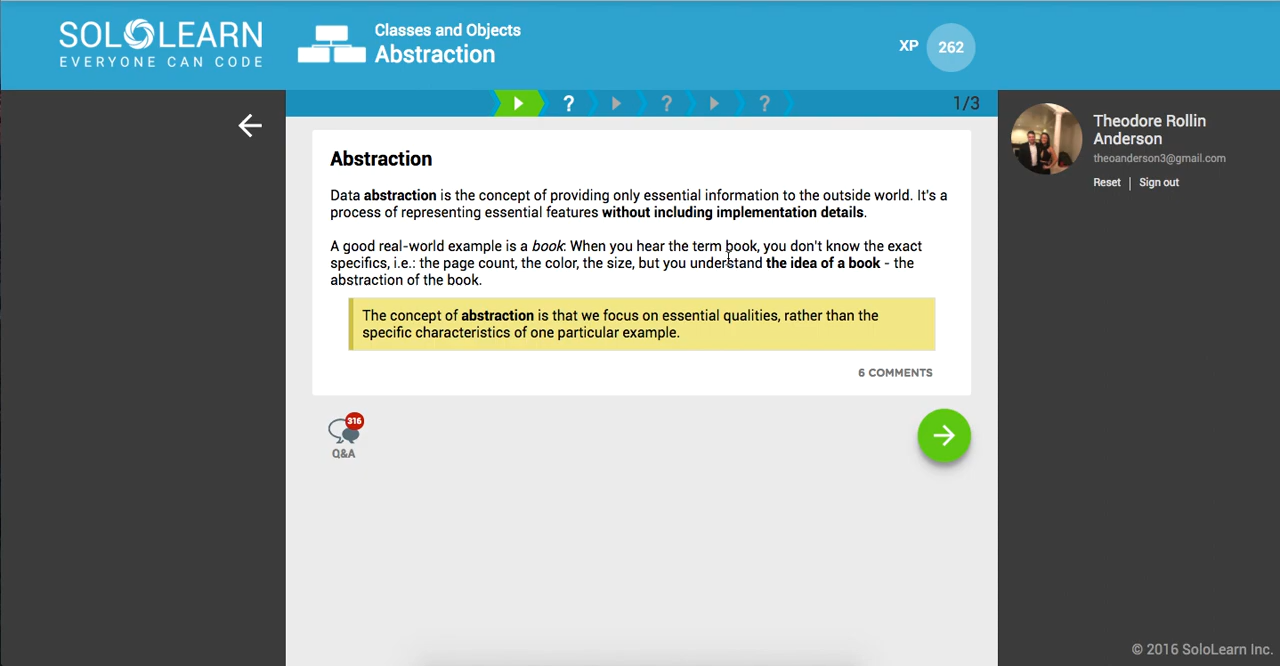 SOLOLEARN
EVERYONE CAN CODE
Classes and Objects
Abstraction
XP 262
? ? ? 1/3
Abstraction
Data abstraction is the concept of providing only essential information to the outside world. It's a
process of representing essential features without including implementation details.
A good real-world example is a book. When you hear the term book, you don't know the exact
specifics, i.e.: the page count, the color, the size, but you understand the idea of a book - the
abstraction of the book.
The concept of abstraction is that we focus on essential qualities, rather than the
specific characteristics of one particular example.
6 COMMENTS
316
Q&A
Theodore Rollin
Anderson
theoanderson3@gmail.com
Reset | Sign out
© 2016 SoloLearn Inc.